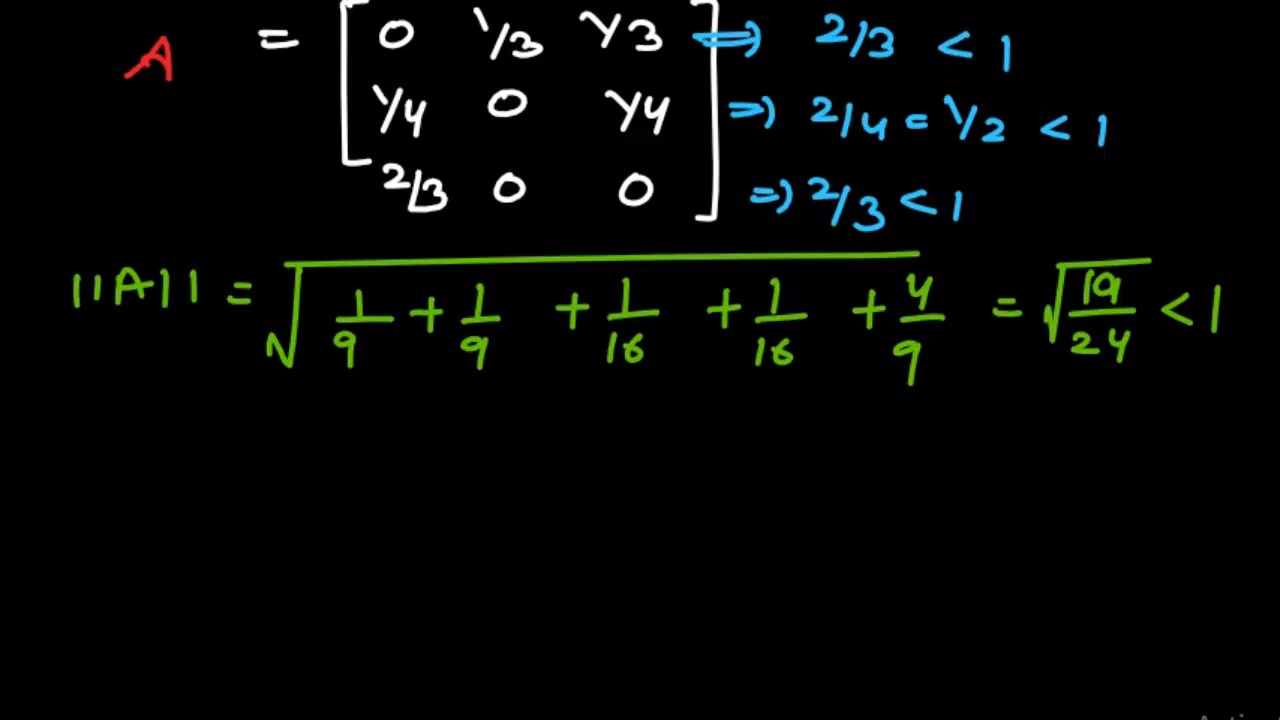 A = [ 0 1/3 1/3 ] ⇒ 2/3 < 1
1/4 0 1/4 ⇒ 2/4 = 1/2 < 1
2/3 0 0 ⇒ 2/3 < 1
||A|| = √(1/9 + 1/9 + 1/16 + 1/16 + 4/9) = √(19/24) < 1